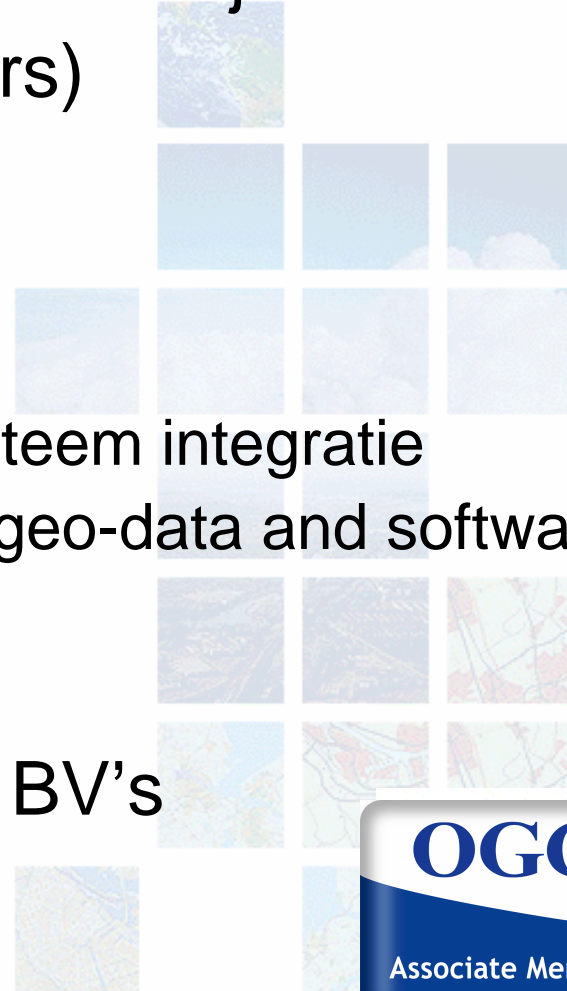 rs)
teem integratie
geo-data and softwa
BV’s
OGC
Associate Me